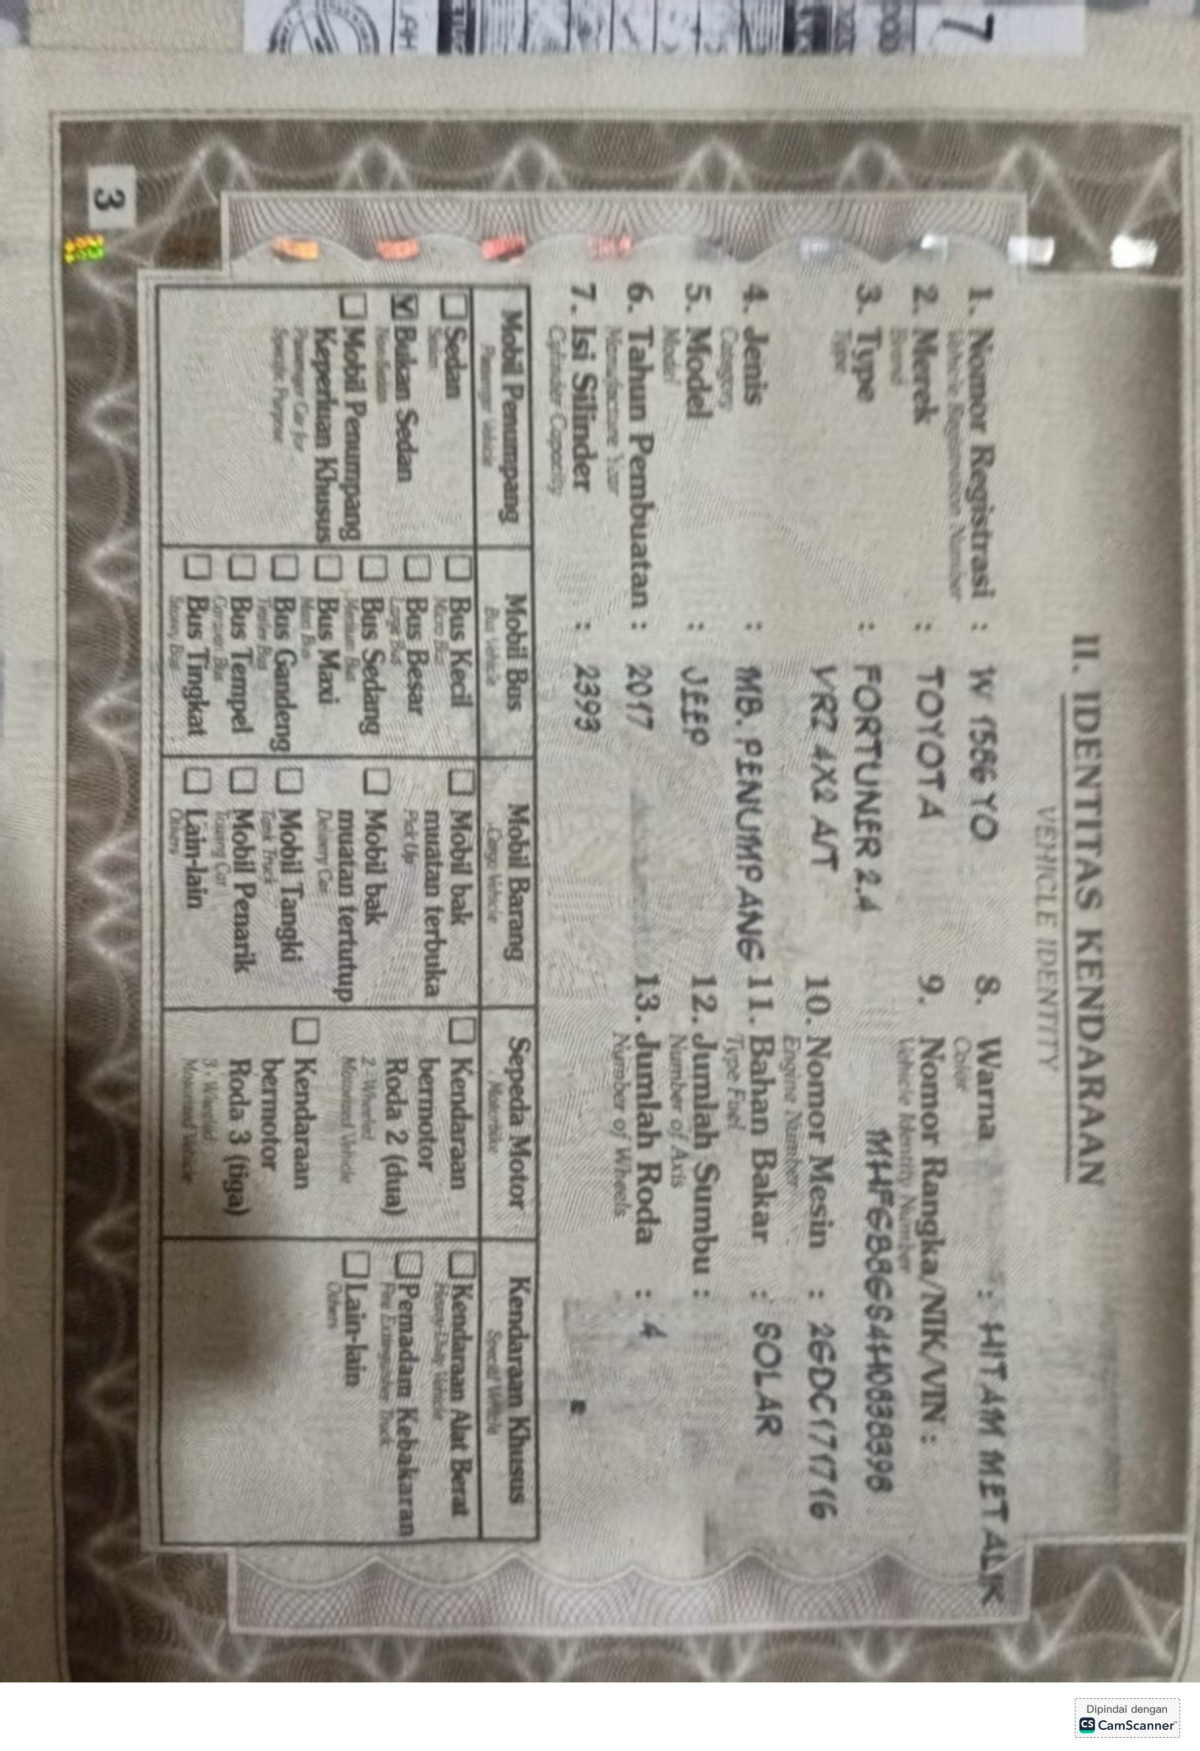 II. IDENTITAS KENDARAAN
VEHICLE IDENTITY
1. Nomor Registrasi : W 1586 YO
Vehicle Registration Number
2. Merek : TOYOTA
Brand
3. Type : FORTUNER 2.4
Type
VRZ 4X2 A/T
4. Jenis : MB. PENUMPANG
Category
5. Model : JEEP
Model
6. Tahun Pembuatan : 2017
Manufacture Year
7. Isi Silinder : 2393
Cylinder Capacity
8. Warna : HITAM METALIK
Color
9. Nomor Rangka/NIK/VIN :
Vehicle Identity Number
10. Nomor Mesin : 2GDC171716
Engine Number
11. Bahan Bakar : SOLAR
Type Fuel
12. Jumlah Sumbu :
Number of Axis
13. Jumlah Roda : 4
Number of Wheels
Mobil Penumpang
Passenger Vehicle
Sedan
Sedan
V Bukan Sedan
Non Sedan
Mobil Penumpang
Keperluan Khusus
Passenger Car for
Specific Purpose
Mobil Bus
Bus Vehicle
Bus Kecil
Micro Bus
Bus Besar
Large Bus
Bus Sedang
Medium Bus
Bus Maxi
Maxi Bus
Bus Gandeng
Trailer Bus
Bus Tempel
Bus Tingkat
Mobil Barang
Cargo Vehicle
Mobil bak
muatan terbuka
Pick Up
Mobil bak
muatan tertutup
Delivery Car
Mobil Tangki
Tank Truck
Mobil Penarik
Towing Car
Lain-lain
Others
Sepeda Motor
Motorbike
Kendaraan
bermotor
Roda 2 (dua)
2 - Wheeled
Motorized Vehicle
Kendaraan
bermotor
Roda 3 (tiga)
3 - Wheeled
Motorized Vehicle
Kendaraan Khusus
Special Vehicle
Kendaraan Alat Berat
Heavy-Duty Vehicle
Pemadam Kebakaran
Fire Extinguisher Truck
Lain-lain
Others
3
7
Dipindai dengan
CS CamScanner